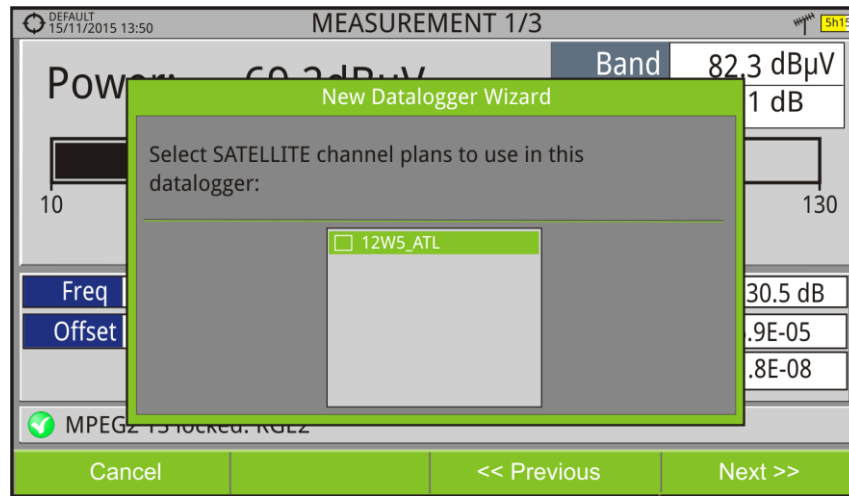 DEFAULT
15/11/2015 13:50
MEASUREMENT 1/3
5h15
Band
82.3 dBµV
1 dB
New Datalogger Wizard
Select SATELLITE channel plans to use in this
datalogger:
12W5_ATL
10
130
Freq
30.5 dB
Offset
.9E-05
.8E-08
Cancel
<< Previous
Next >>